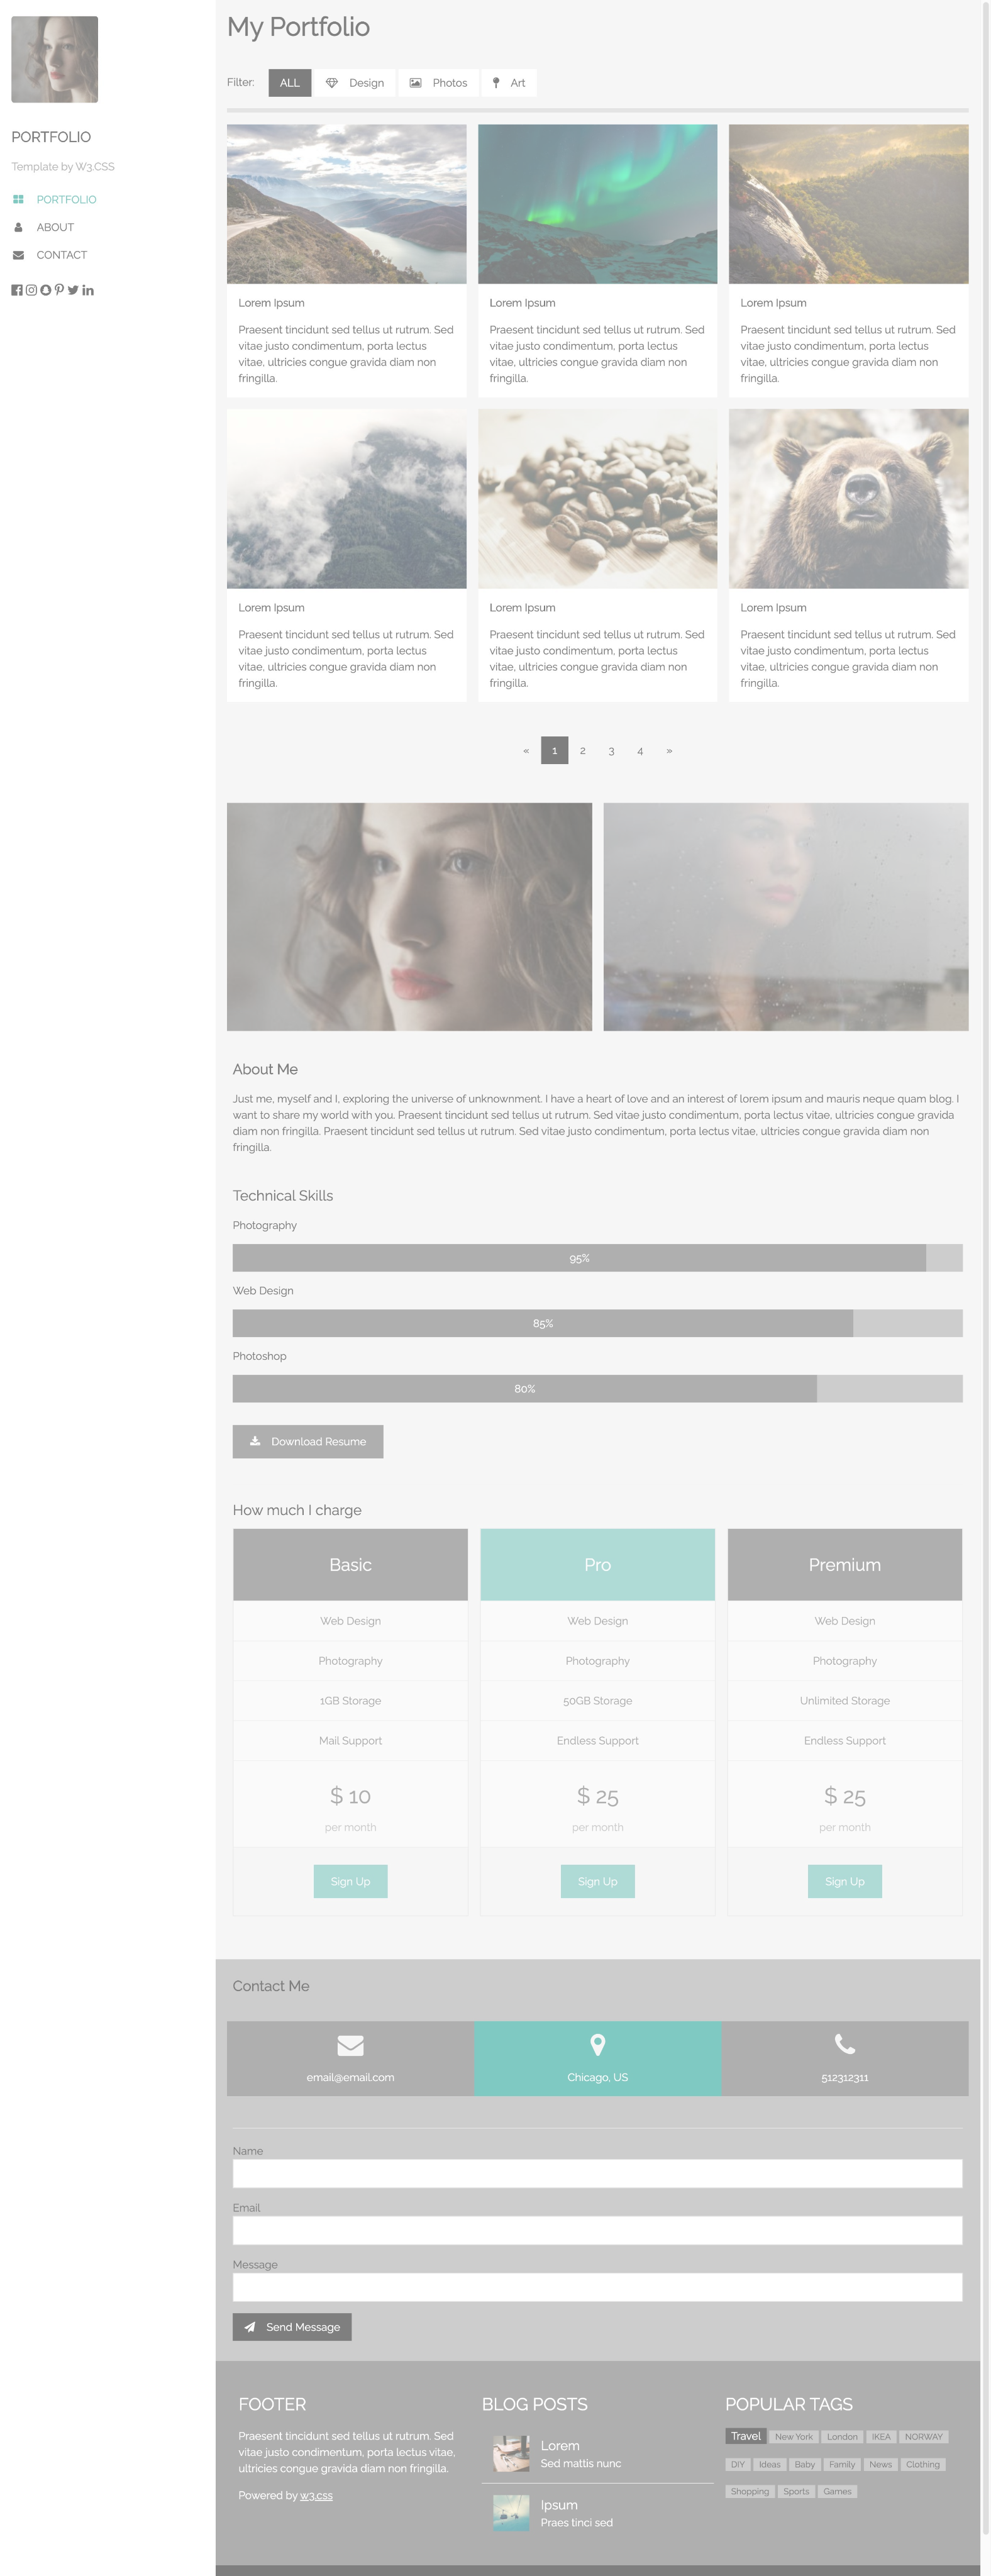 PORTFOLIO
Template by W3.CSS
PORTFOLIO
ABOUT
CONTACT
My Portfolio
Filter:
ALL
Design
Photos
Art
Lorem Ipsum
Praesent tincidunt sed tellus ut rutrum. Sed
vitae justo condimentum, porta lectus
vitae, ultricies congue gravida diam non
fringilla.
Lorem Ipsum
Praesent tincidunt sed tellus ut rutrum. Sed
vitae justo condimentum, porta lectus
vitae, ultricies congue gravida diam non
fringilla.
Lorem Ipsum
Praesent tincidunt sed tellus ut rutrum. Sed
vitae justo condimentum, porta lectus
vitae, ultricies congue gravida diam non
fringilla.
Lorem Ipsum
Praesent tincidunt sed tellus ut rutrum. Sed
vitae justo condimentum, porta lectus
vitae, ultricies congue gravida diam non
fringilla.
Lorem Ipsum
Praesent tincidunt sed tellus ut rutrum. Sed
vitae justo condimentum, porta lectus
vitae, ultricies congue gravida diam non
fringilla.
Lorem Ipsum
Praesent tincidunt sed tellus ut rutrum. Sed
vitae justo condimentum, porta lectus
vitae, ultricies congue gravida diam non
fringilla.
« 1 2 3 4 »
About Me
Just me, myself and I, exploring the universe of unknownment. I have a heart of love and an interest of lorem ipsum and mauris neque quam blog. I
want to share my world with you. Praesent tincidunt sed tellus ut rutrum. Sed vitae justo condimentum, porta lectus vitae, ultricies congue gravida
diam non fringilla. Praesent tincidunt sed tellus ut rutrum. Sed vitae justo condimentum, porta lectus vitae, ultricies congue gravida diam non
fringilla.
Technical Skills
Photography
95%
Web Design
85%
Photoshop
80%
Download Resume
How much I charge
Basic
Web Design
Photography
1GB Storage
Mail Support
$ 10
per month
Sign Up
Pro
Web Design
Photography
50GB Storage
Endless Support
$ 25
per month
Sign Up
Premium
Web Design
Photography
Unlimited Storage
Endless Support
$ 25
per month
Sign Up
Contact Me
email@email.com
Chicago, US
512312311
Name
Email
Message
Send Message
FOOTER
Praesent tincidunt sed tellus ut rutrum. Sed
vitae justo condimentum, porta lectus vitae,
ultricies congue gravida diam non fringilla.
Powered by w3.css
BLOG POSTS
Lorem
Sed mattis nunc
Ipsum
Praes tinci sed
POPULAR TAGS
Travel New York London IKEA NORWAY
DIY Ideas Baby Family News Clothing
Shopping Sports Games